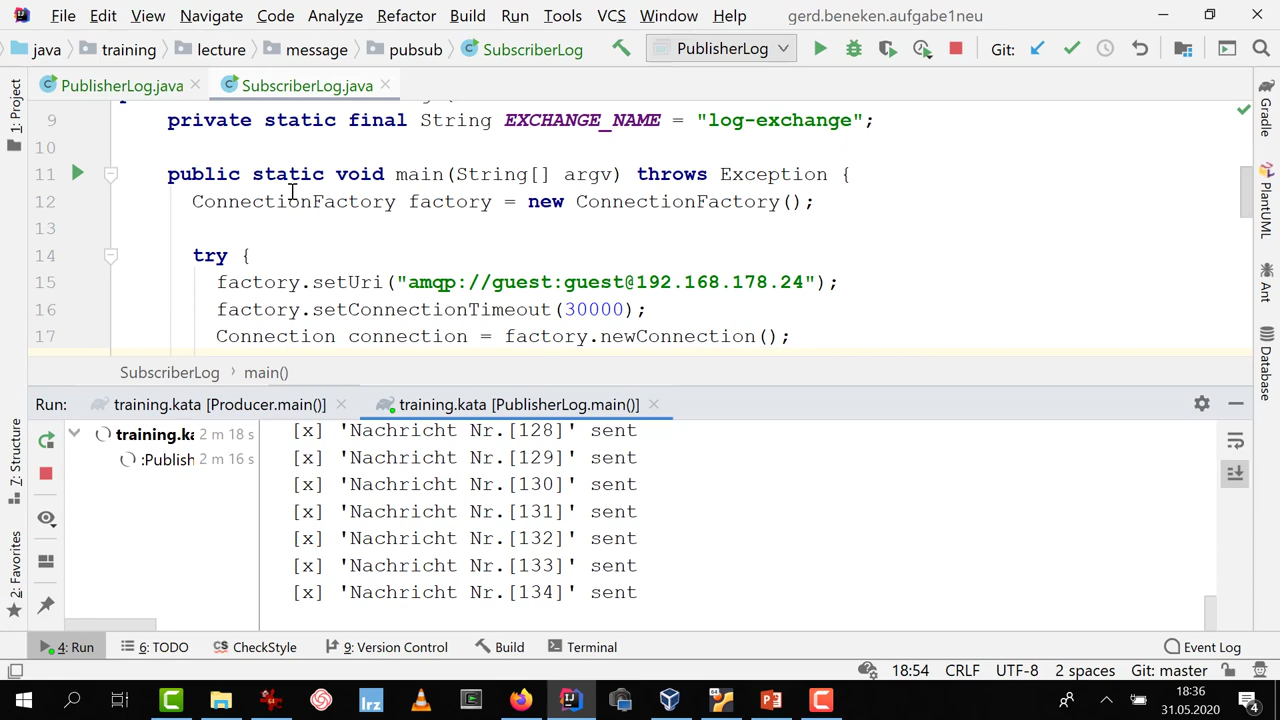 File Edit View Navigate Code Analyze Refactor Build Run Tools VCS Window Help gerd.beneken.aufgabe1neu
java training lecture message pubsub SubscriberLog PublisherLog Git:
PublisherLog.java SubscriberLog.java
9 private static final String EXCHANGE_NAME = "log-exchange";
10
11 public static void main(String[] argv) throws Exception {
12 ConnectionFactory factory = new ConnectionFactory();
13
14 try {
15 factory.setUri("amqp://guest:guest@192.168.178.24");
16 factory.setConnectionTimeout(30000);
17 Connection connection = factory.newConnection();
SubscriberLog main()
Run: training.kata [Producer.main()] training.kata [PublisherLog.main()]
training.ka 2 m 18 s
:Publish 2 m 16 s
[x] 'Nachricht Nr.[128]' sent
[x] 'Nachricht Nr.[129]' sent
[x] 'Nachricht Nr.[130]' sent
[x] 'Nachricht Nr.[131]' sent
[x] 'Nachricht Nr.[132]' sent
[x] 'Nachricht Nr.[133]' sent
[x] 'Nachricht Nr.[134]' sent
1: Project
7: Structure
2: Favorites
Gradle
PlantUML
Ant
Database
4: Run 6: TODO CheckStyle 9: Version Control Build Terminal Event Log
18:54 CRLF UTF-8 2 spaces Git: master
lrz
18:36
31.05.2020
4